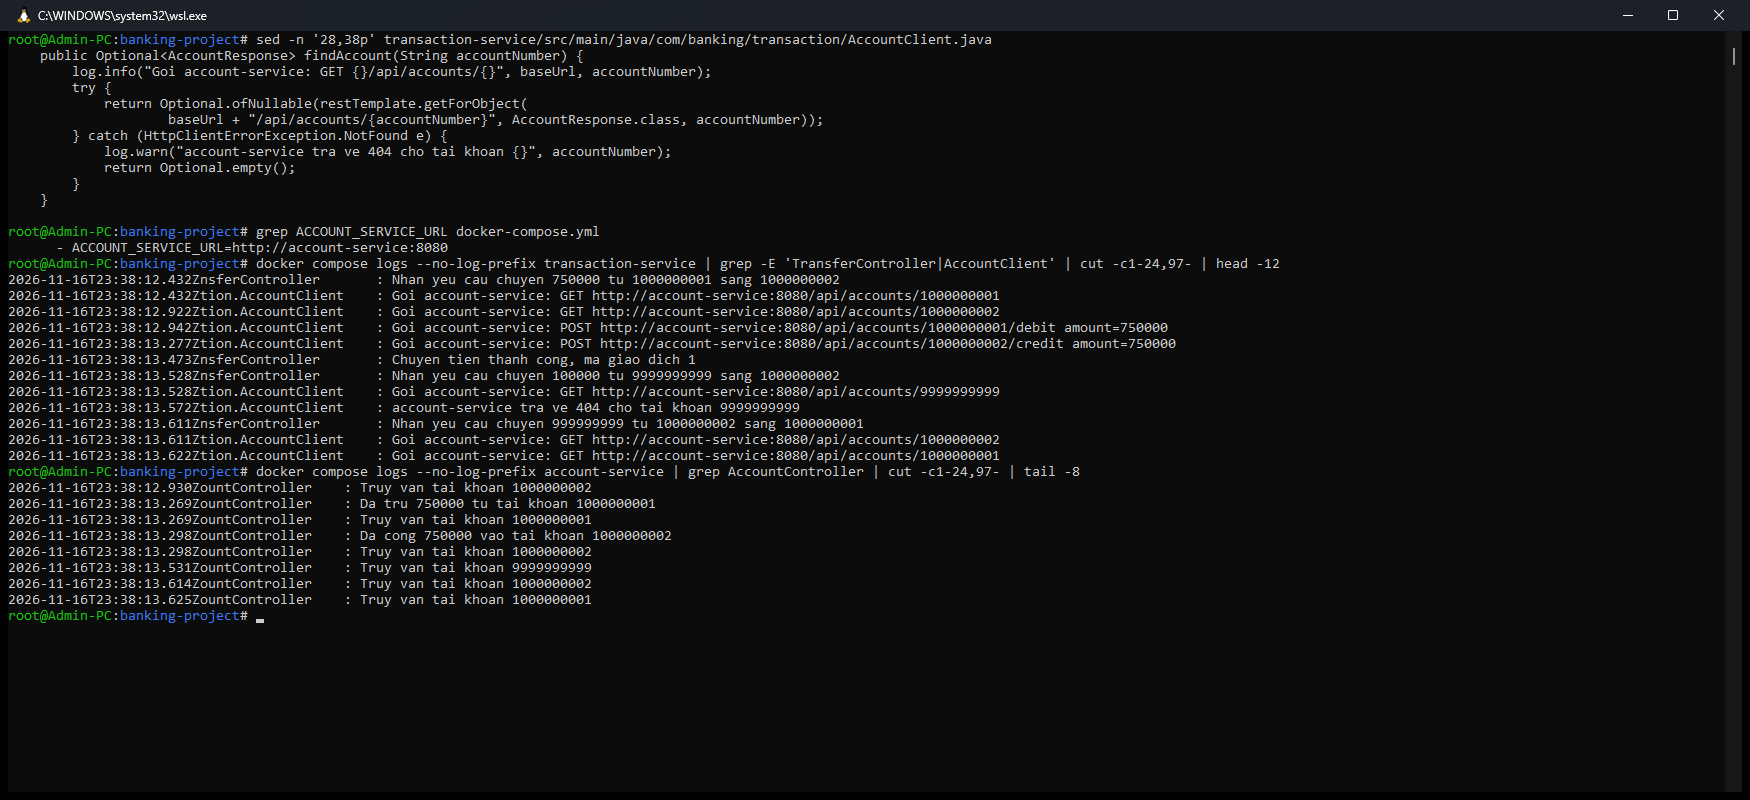 C:\WINDOWS\system32\wsl.exe
root@Admin-PC:banking-project# sed -n '28,38p' transaction-service/src/main/java/com/banking/transaction/AccountClient.java
    public Optional<AccountResponse> findAccount(String accountNumber) {
        log.info("Goi account-service: GET {}/api/accounts/{}", baseUrl, accountNumber);
        try {
            return Optional.ofNullable(restTemplate.getForObject(
                    baseUrl + "/api/accounts/{accountNumber}", AccountResponse.class, accountNumber));
        } catch (HttpClientErrorException.NotFound e) {
            log.warn("account-service tra ve 404 cho tai khoan {}", accountNumber);
            return Optional.empty();
        }
    }
root@Admin-PC:banking-project# grep ACCOUNT_SERVICE_URL docker-compose.yml
      - ACCOUNT_SERVICE_URL=http://account-service:8080
root@Admin-PC:banking-project# docker compose logs --no-log-prefix transaction-service | grep -E 'TransferController|AccountClient' | cut -c1-24,97- | head -12
2026-11-16T23:38:12.432ZnsferController       : Nhan yeu cau chuyen 750000 tu 1000000001 sang 1000000002
2026-11-16T23:38:12.432Ztion.AccountClient    : Goi account-service: GET http://account-service:8080/api/accounts/1000000001
2026-11-16T23:38:12.922Ztion.AccountClient    : Goi account-service: GET http://account-service:8080/api/accounts/1000000002
2026-11-16T23:38:12.942Ztion.AccountClient    : Goi account-service: POST http://account-service:8080/api/accounts/1000000001/debit amount=750000
2026-11-16T23:38:13.277Ztion.AccountClient    : Goi account-service: POST http://account-service:8080/api/accounts/1000000002/credit amount=750000
2026-11-16T23:38:13.473ZnsferController       : Chuyen tien thanh cong, ma giao dich 1
2026-11-16T23:38:13.528ZnsferController       : Nhan yeu cau chuyen 100000 tu 9999999999 sang 1000000002
2026-11-16T23:38:13.528Ztion.AccountClient    : Goi account-service: GET http://account-service:8080/api/accounts/9999999999
2026-11-16T23:38:13.572Ztion.AccountClient    : account-service tra ve 404 cho tai khoan 9999999999
2026-11-16T23:38:13.611ZnsferController       : Nhan yeu cau chuyen 999999999 tu 1000000002 sang 1000000001
2026-11-16T23:38:13.611Ztion.AccountClient    : Goi account-service: GET http://account-service:8080/api/accounts/1000000002
2026-11-16T23:38:13.622Ztion.AccountClient    : Goi account-service: GET http://account-service:8080/api/accounts/1000000001
root@Admin-PC:banking-project# docker compose logs --no-log-prefix account-service | grep AccountController | cut -c1-24,97- | tail -8
2026-11-16T23:38:12.930ZountController    : Truy van tai khoan 1000000002
2026-11-16T23:38:13.269ZountController    : Da tru 750000 tu tai khoan 1000000001
2026-11-16T23:38:13.269ZountController    : Truy van tai khoan 1000000001
2026-11-16T23:38:13.298ZountController    : Da cong 750000 vao tai khoan 1000000002
2026-11-16T23:38:13.298ZountController    : Truy van tai khoan 1000000002
2026-11-16T23:38:13.531ZountController    : Truy van tai khoan 9999999999
2026-11-16T23:38:13.614ZountController    : Truy van tai khoan 1000000002
2026-11-16T23:38:13.625ZountController    : Truy van tai khoan 1000000001
root@Admin-PC:banking-project#